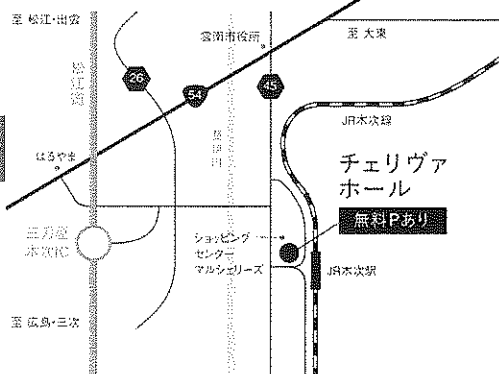 至 松江・出雲
雲南市役所
至 大東
松江道
26
54
45
斐伊川
JR木次線
はるやま
チェリヴァ
ホール
無料Pあり
三刀屋
木次IC
ショッピング
センター
マルシェリーズ
JR木次駅
至 広島・三次